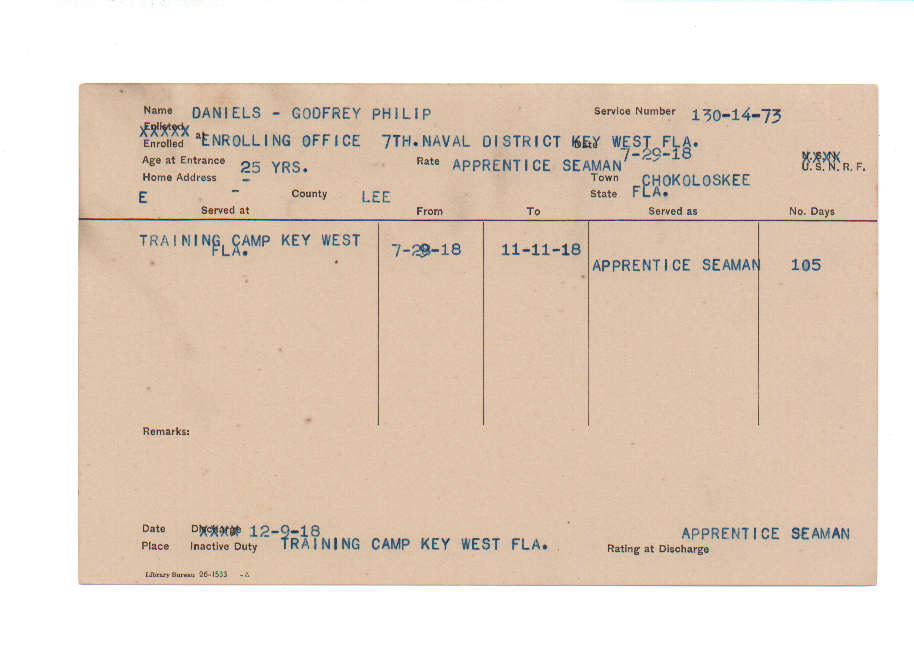 Name DANIELS - GODFREY PHILIP Service Number 130-14-73
Enlisted XXXXX
Enrolled at ENROLLING OFFICE 7TH.NAVAL DISTRICT KEY WEST FLA. Date 7-29-18
Age at Entrance 25 YRS. Rate APPRENTICE SEAMAN XXXX U.S.N.R.F.
Home Address - Town CHOKOLOSKEE
E - County LEE State FLA.
Served at From To Served as No. Days
TRAINING CAMP KEY WEST FLA. 7-29-18 11-11-18 APPRENTICE SEAMAN 105
Remarks:
Date Discharge XXXX 12-9-18 APPRENTICE SEAMAN
Place Inactive Duty TRAINING CAMP KEY WEST FLA. Rating at Discharge
Library Bureau 26-1533